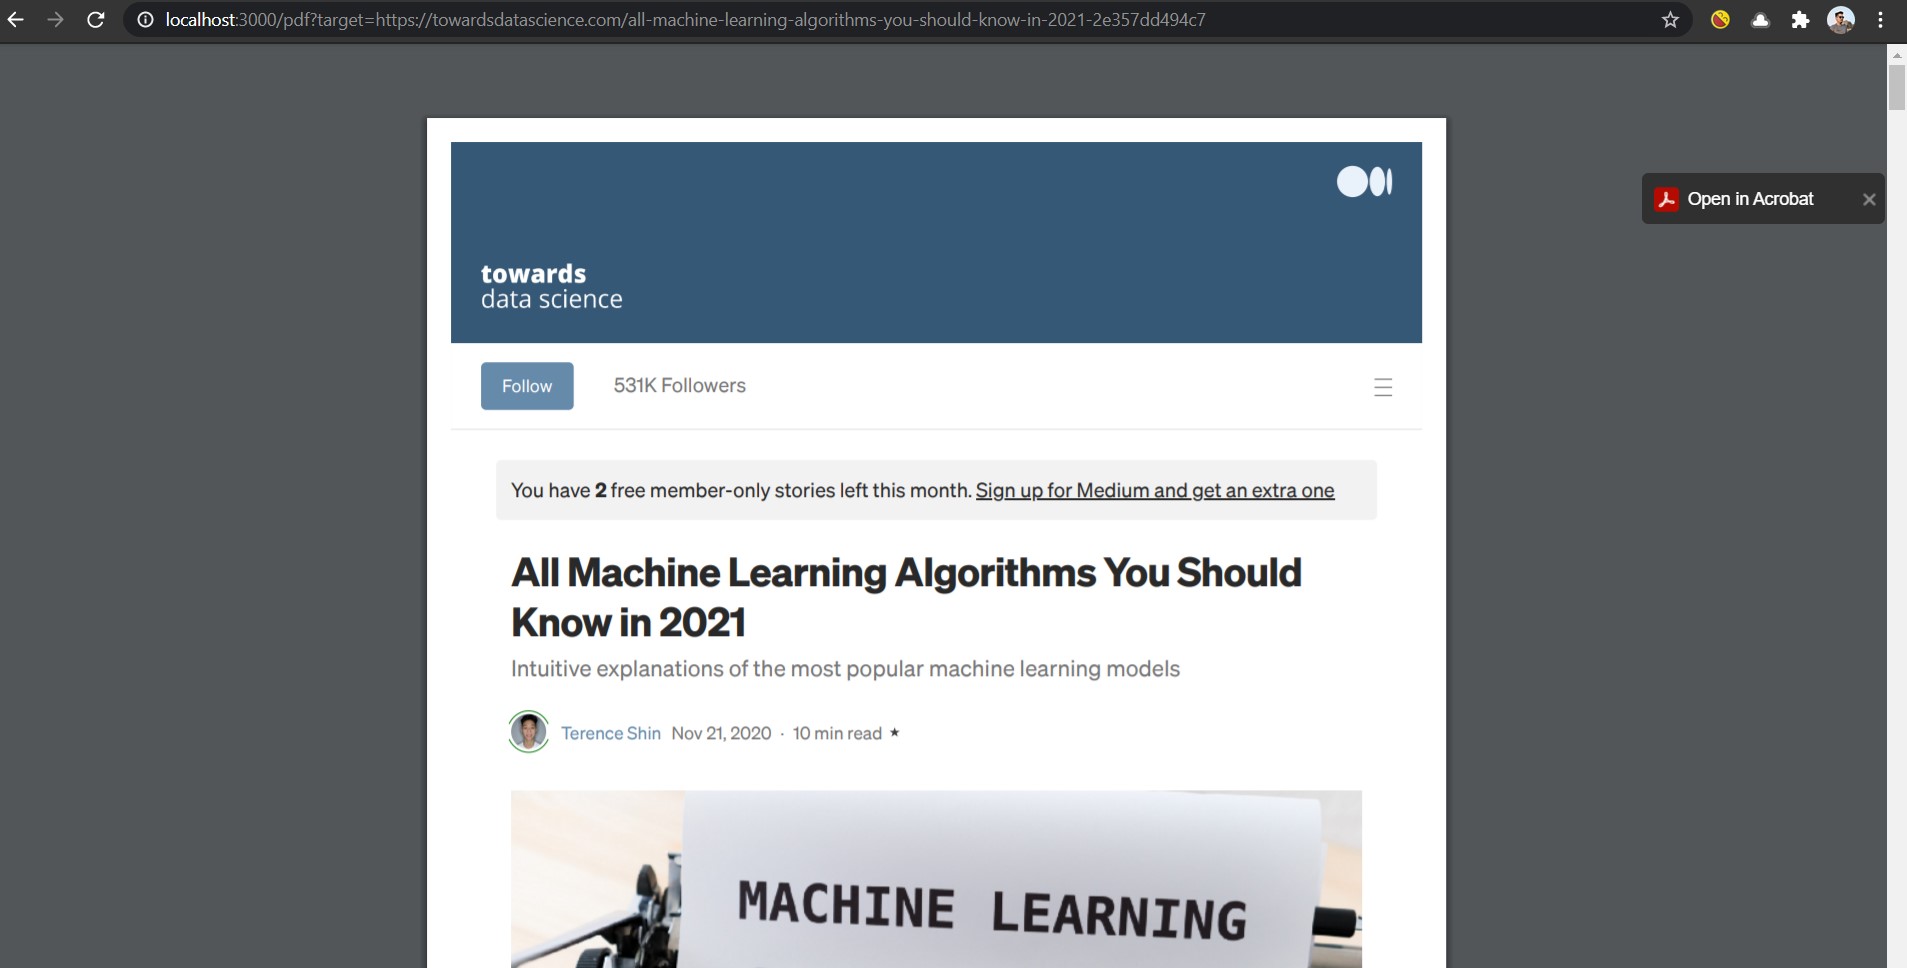 localhost:3000/pdf?target=https://towardsdatascience.com/all-machine-learning-algorithms-you-should-know-in-2021-2e357dd494c7
Open in Acrobat
towards
data science
Follow 531K Followers
You have 2 free member-only stories left this month. Sign up for Medium and get an extra one
All Machine Learning Algorithms You Should
Know in 2021
Intuitive explanations of the most popular machine learning models
Terence Shin Nov 21, 2020 · 10 min read ★
MACHINE LEARNING